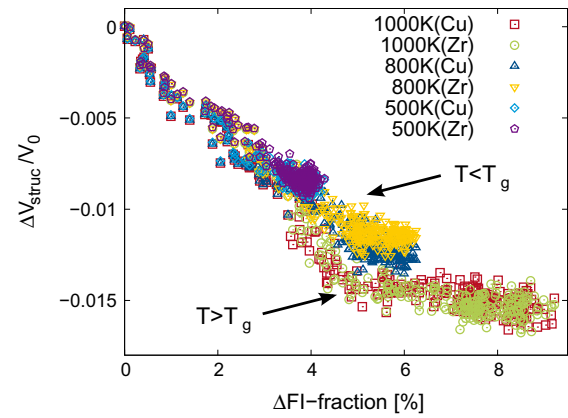 1000K(Cu)
1000K(Zr)
800K(Cu)
800K(Zr)
500K(Cu)
500K(Zr)
T<T_g
T>T_g
0
−0.005
−0.01
−0.015
ΔV_struc/V_0
0 2 4 6 8
ΔFI−fraction [%]